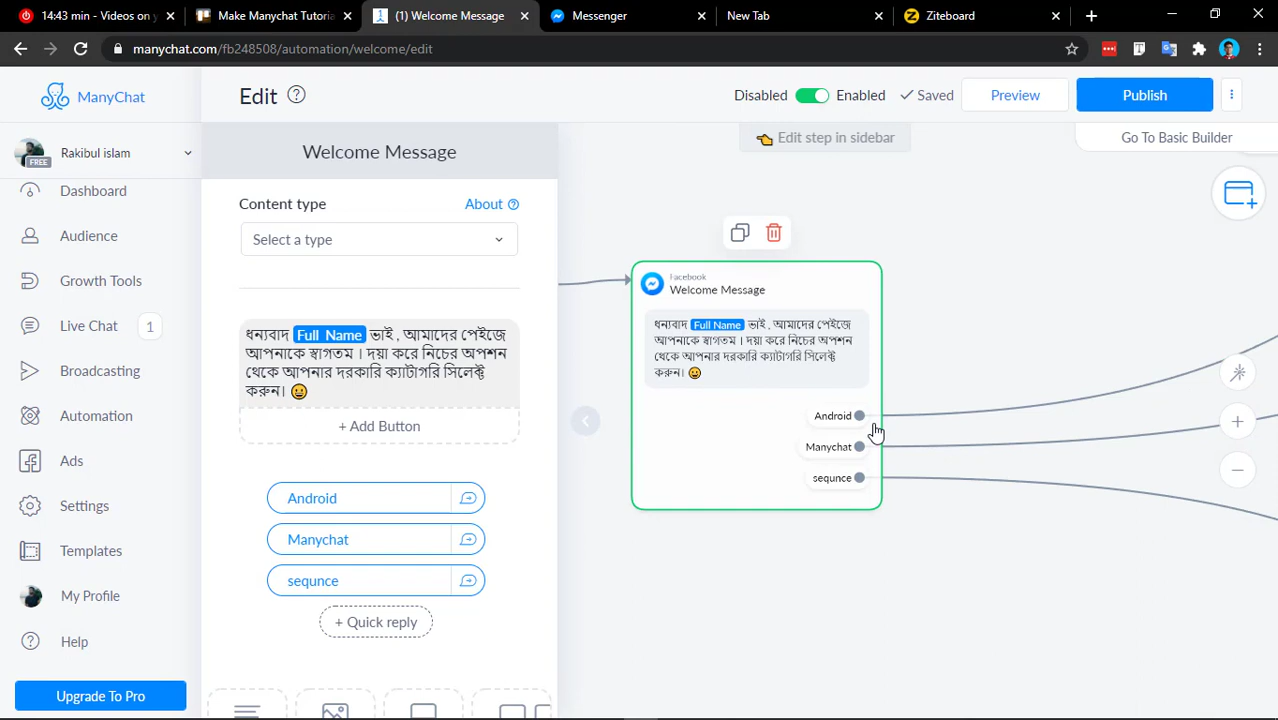 14:43 min - Videos on y
Make Manychat Tutoria
(1) Welcome Message
Messenger
New Tab
Ziteboard
manychat.com/fb248508/automation/welcome/edit
ManyChat
Edit
Disabled
Enabled
Saved
Preview
Publish
Rakibul islam
FREE
Welcome Message
👈 Edit step in sidebar
Go To Basic Builder
Dashboard
Audience
Growth Tools
Live Chat
1
Broadcasting
Automation
Ads
Settings
Templates
My Profile
Help
Upgrade To Pro
Content type
About
Select a type
ধন্যবাদ Full Name ভাই , আমাদের পেইজে
আপনাকে স্বাগতম । দয়া করে নিচের অপশন
থেকে আপনার দরকারি ক্যাটাগরি সিলেক্ট
করুন। 😀
+ Add Button
Android
Manychat
sequnce
+ Quick reply
Facebook
Welcome Message
ধন্যবাদ Full Name ভাই , আমাদের পেইজে
আপনাকে স্বাগতম । দয়া করে নিচের অপশন
থেকে আপনার দরকারি ক্যাটাগরি সিলেক্ট
করুন। 😀
Android
Manychat
sequnce